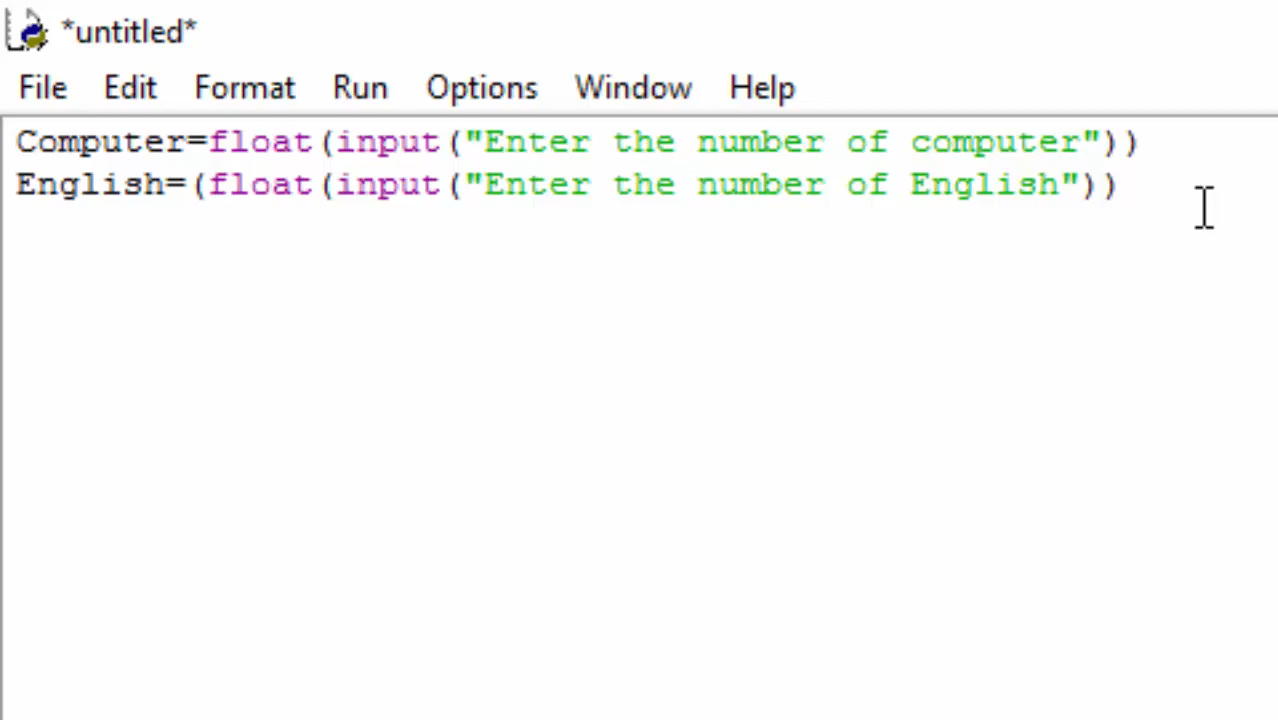 *untitled*
File Edit Format Run Options Window Help
Computer=float(input("Enter the number of computer"))
English=(float(input("Enter the number of English"))